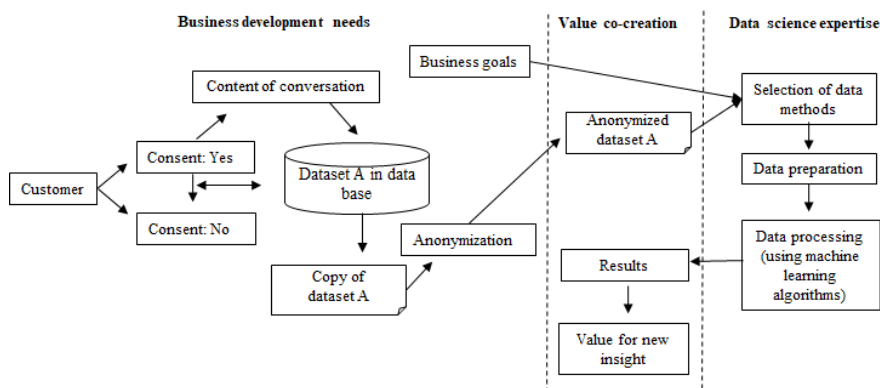 Business development needs
Value co-creation
Data science expertise
Business goals
Content of conversation
Selection of data
methods
Anonymized
dataset A
Consent: Yes
Dataset A in data
base
Data preparation
Customer
Consent: No
Anonymization
Data processing
(using machine
learning
algorithms)
Results
Copy of
dataset A
Value for new
insight